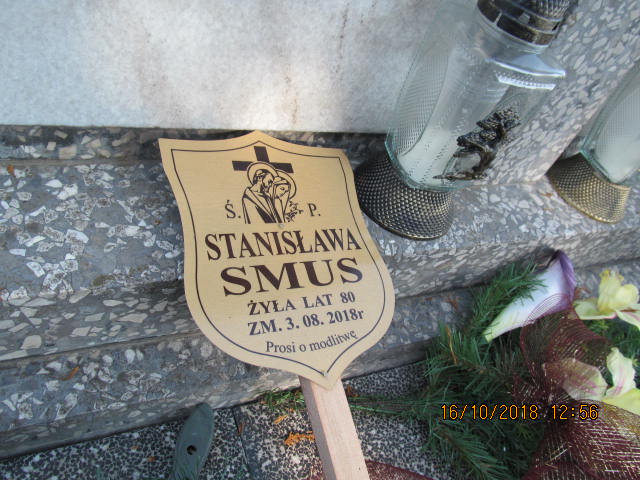 Ś. P.
STANISŁAWA
SMUS
ŻYŁA LAT 80
ZM. 3. 08. 2018r
Prosi o modlitwę
16/10/2018 12:56